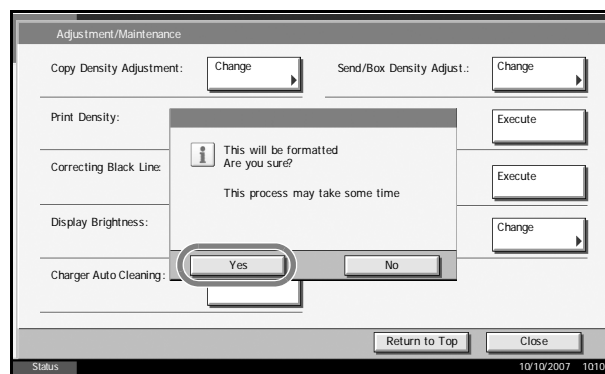 Adjustment/Maintenance
Copy Density Adjustment:
Change
Send/Box Density Adjust.:
Change
Print Density:
Execute
This will be formatted
Are you sure?
Correcting Black Line:
Execute
This process may take some time
Display Brightness:
Change
Yes
No
Charger Auto Cleaning:
Return to Top
Close
Status
10/10/2007 1010